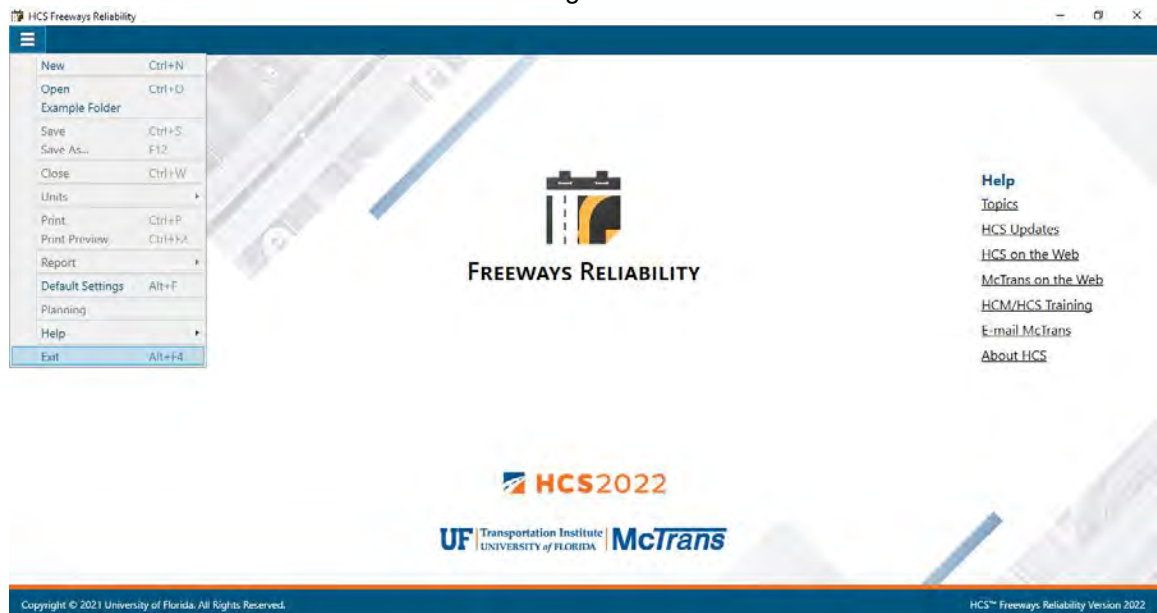 HCS Freeways Reliability
New Ctrl+N
Open Ctrl+O
Example Folder
Save Ctrl+S
Save As... F12
Close Ctrl+W
Units
Print Ctrl+P
Print Preview
Report
Default Settings Alt+F
Planning
Help
Exit Alt+F4
FREEWAYS RELIABILITY
Help
Topics
HCS Updates
HCS on the Web
McTrans on the Web
HCM/HCS Training
E-mail McTrans
About HCS
HCS2022
UF Transportation Institute McTrans
UNIVERSITY of FLORIDA
Copyright © 2021 University of Florida. All Rights Reserved.
HCS™ Freeways Reliability Version 2022